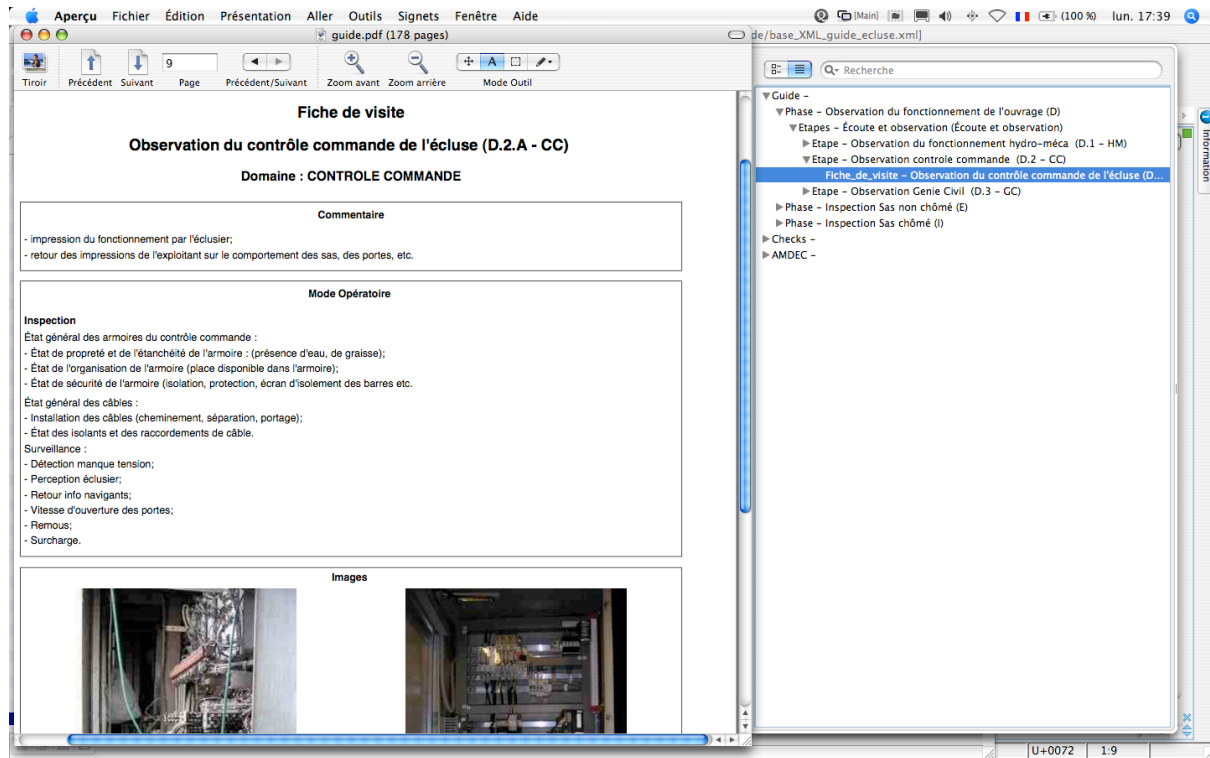 Aperçu Fichier Édition Présentation Aller Outils Signets Fenêtre Aide [Main] (100 %) lun. 17:39
guide.pdf (178 pages)
de/base_XML_guide_ecluse.xml]
9
Tiroir Précédent Suivant Page Précédent/Suivant Zoom avant Zoom arrière Mode Outil
Fiche de visite
Observation du contrôle commande de l'écluse (D.2.A - CC)
Domaine : CONTROLE COMMANDE
Commentaire
- impression du fonctionnement par l'éclusier;
- retour des impressions de l'exploitant sur le comportement des sas, des portes, etc.
Mode Opératoire
Inspection
État général des armoires du contrôle commande :
- État de propreté et de l'étanchéité de l'armoire : (présence d'eau, de graisse);
- État de l'organisation de l'armoire (place disponible dans l'armoire);
- État de sécurité de l'armoire (isolation, protection, écran d'isolement des barres etc.
État général des câbles :
- Installation des câbles (cheminement, séparation, portage);
- État des isolants et des raccordements de câble.
Surveillance :
- Détection manque tension;
- Perception éclusier;
- Retour info navigants;
- Vitesse d'ouverture des portes;
- Remous;
- Surcharge.
Images
Recherche
Guide –
Phase – Observation du fonctionnement de l'ouvrage (D)
Etapes – Écoute et observation (Écoute et observation)
Etape – Observation du fonctionnement hydro-méca (D.1 – HM)
Etape – Observation controle commande (D.2 – CC)
Fiche_de_visite – Observation du contrôle commande de l'écluse (D...
Etape – Observation Genie Civil (D.3 – GC)
Phase – Inspection Sas non chômé (E)
Phase – Inspection Sas chômé (I)
Checks –
AMDEC –
Information
U+0072 1:9